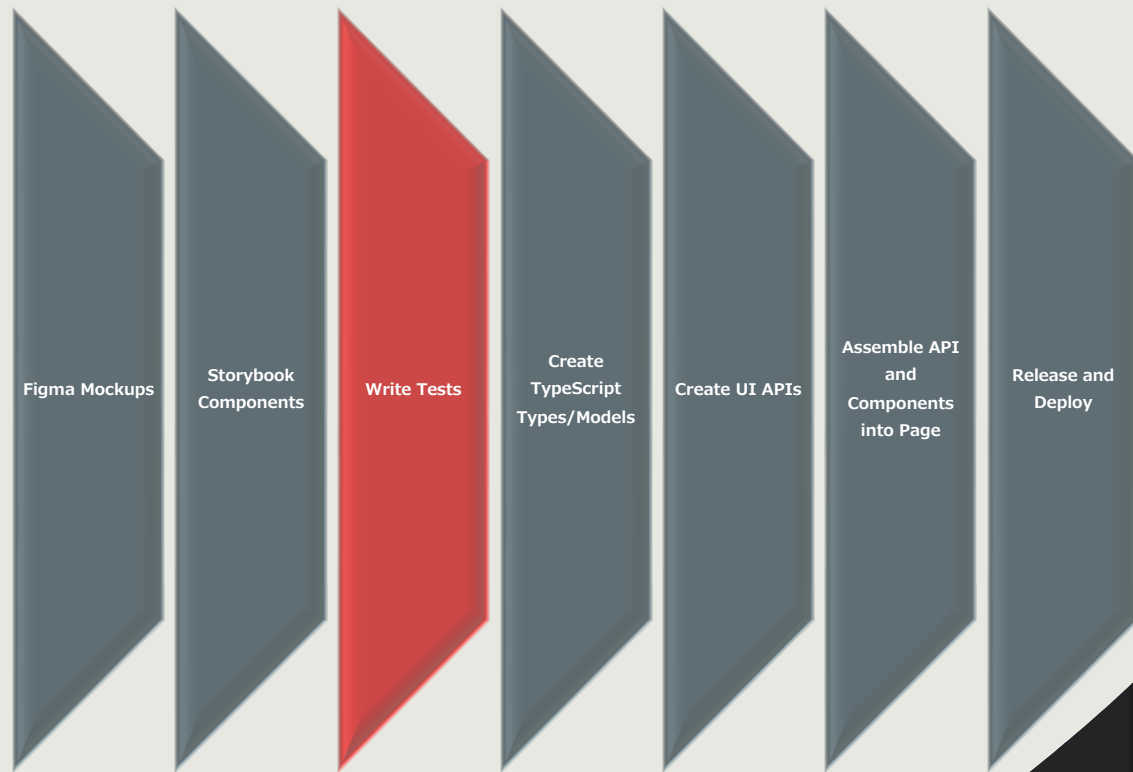 Figma Mockups
Storybook
Components
Write Tests
Create
TypeScript
Types/Models
Create UI APIs
Assemble API
and
Components
into Page
Release and
Deploy